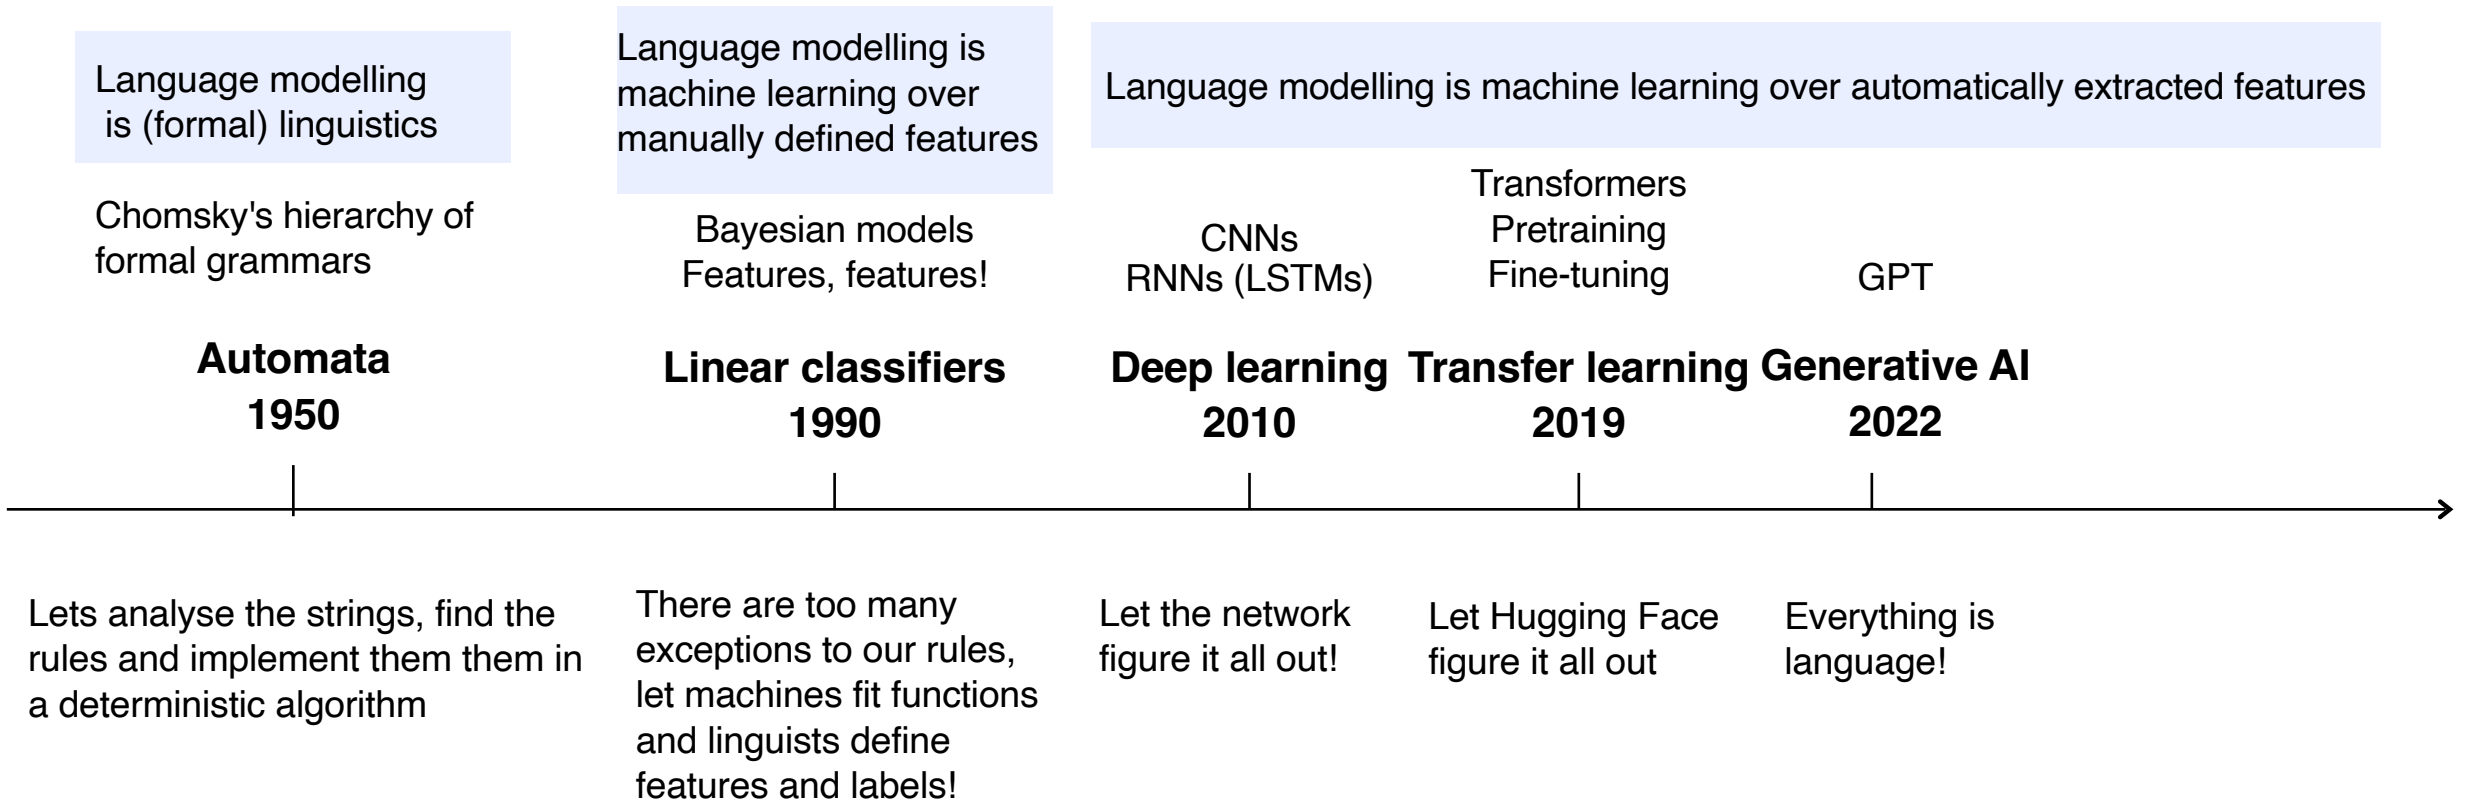 Language modelling
is (formal) linguistics
Chomsky's hierarchy of
formal grammars
Automata
1950
Lets analyse the strings, find the
rules and implement them them in
a deterministic algorithm
Language modelling is
machine learning over
manually defined features
Bayesian models
Features, features!
Linear classifiers
1990
There are too many
exceptions to our rules,
let machines fit functions
and linguists define
features and labels!
Language modelling is machine learning over automatically extracted features
CNNs
RNNs (LSTMs)
Deep learning
2010
Let the network
figure it all out!
Transformers
Pretraining
Fine-tuning
Transfer learning
2019
Let Hugging Face
figure it all out
GPT
Generative AI
2022
Everything is
language!